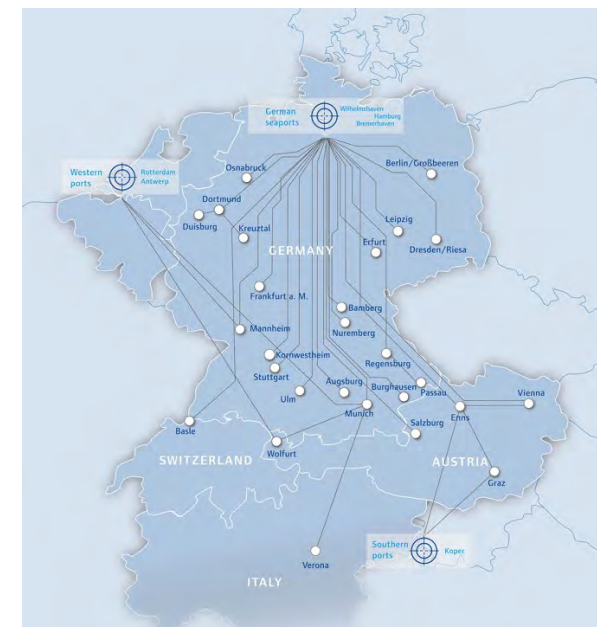 German
seaports
Wilhelmshaven
Hamburg
Bremerhaven
Western
ports
Rotterdam
Antwerp
Osnabruck
Berlin/Großbeeren
Dortmund
Duisburg
Kreuztal
Leipzig
Erfurt
Dresden/Riesa
GERMANY
Frankfurt a. M.
Bamberg
Nuremberg
Mannheim
Kornwestheim
Stuttgart
Regensburg
Ulm
Augsburg
Burghausen
Passau
Vienna
Munich
Enns
Salzburg
Basle
Wolfurt
SWITZERLAND
AUSTRIA
Graz
Southern
ports
Koper
Verona
ITALY